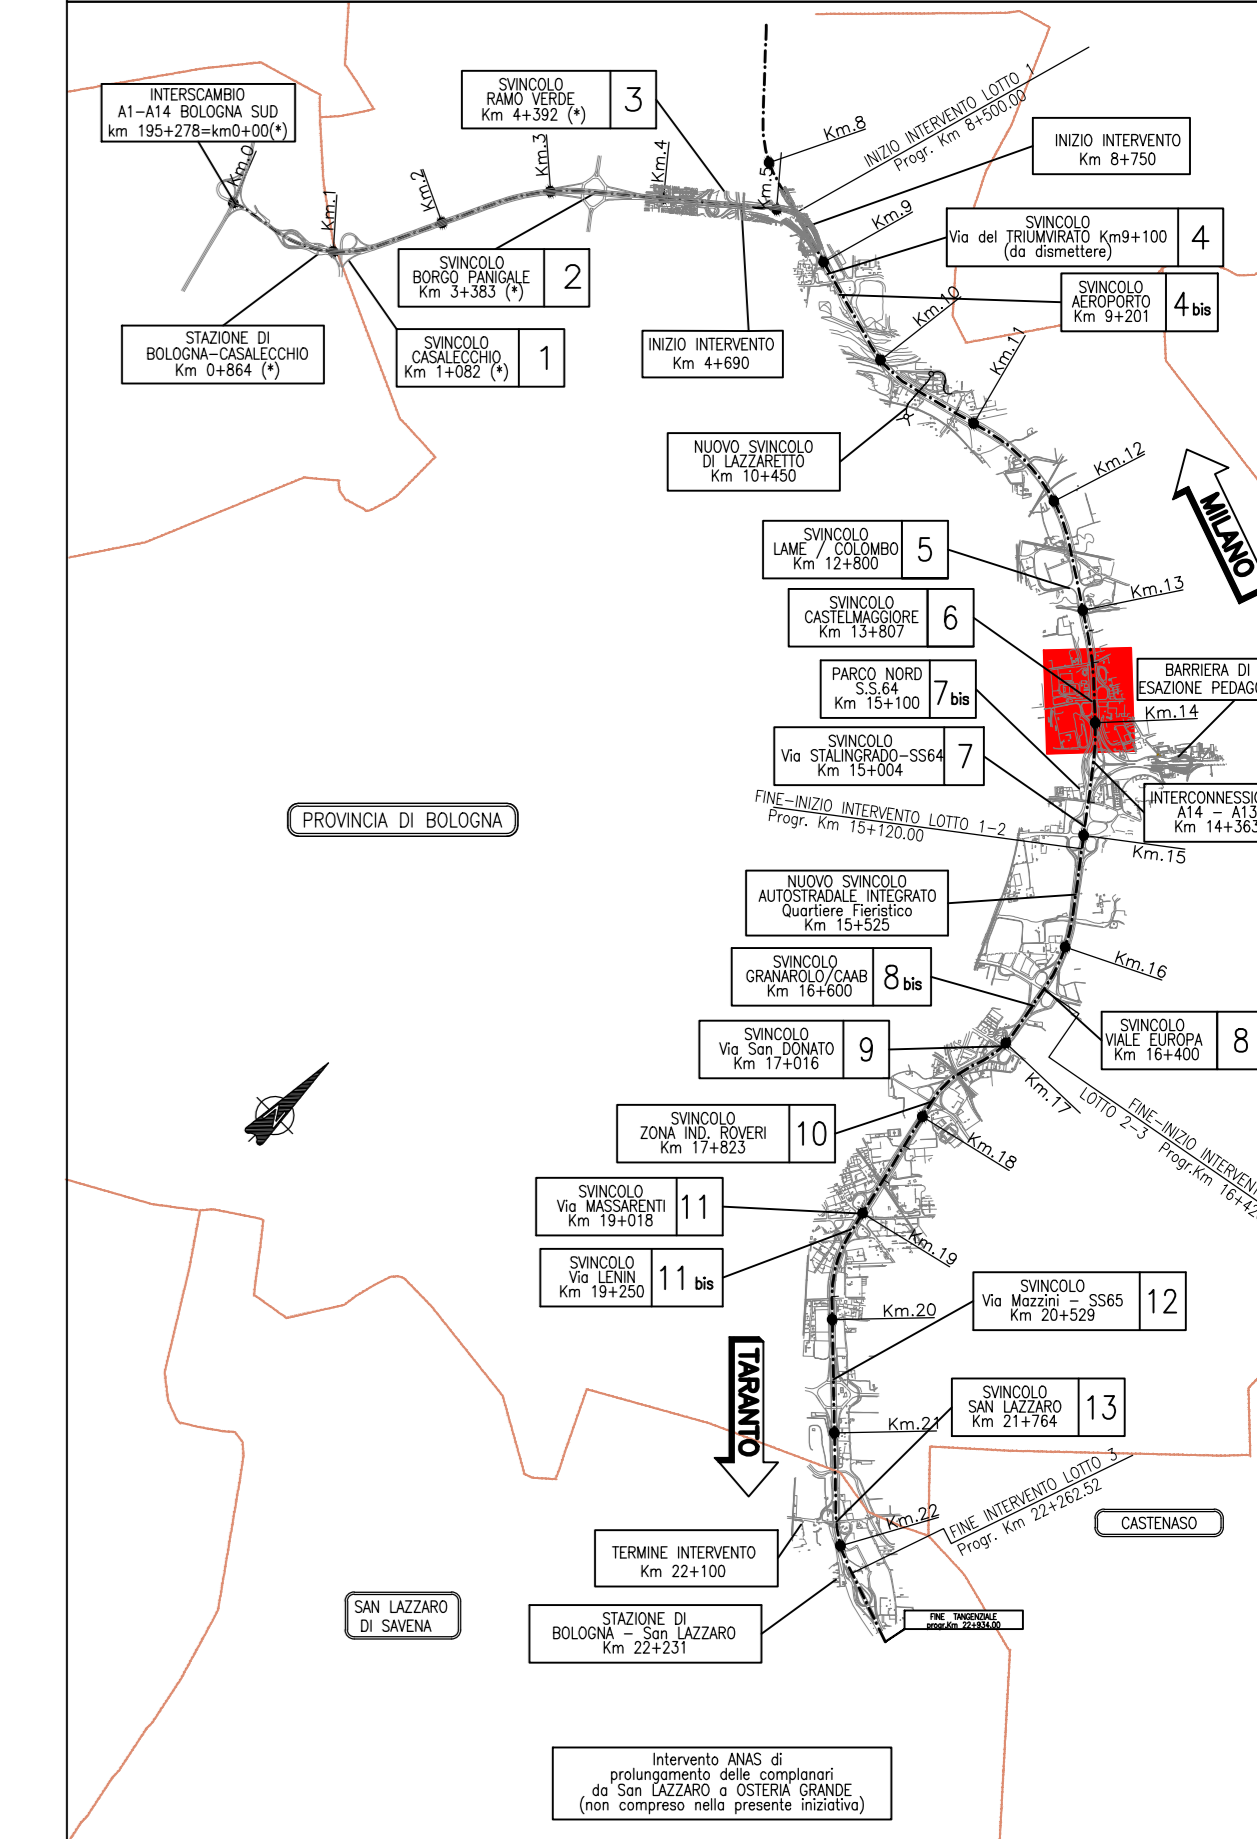 INTERSCAMBIO
A1-A14 BOLOGNA SUD
km 195+278=km0+00(*)
SVINCOLO
RAMO VERDE
Km 4+392 (*)
3
Km.0
Km.1
Km.2
Km.3
Km.4
Km.5
Km.8
INIZIO INTERVENTO LOTTO 1
Progr. Km 8+500.00
INIZIO INTERVENTO
Km 8+750
Km.9
SVINCOLO
Via del TRIUMVIRATO Km9+100
(da dismettere)
4
SVINCOLO
BORGO PANIGALE
Km 3+383 (*)
2
SVINCOLO
AEROPORTO
Km 9+201
4 bis
Km.10
STAZIONE DI
BOLOGNA-CASALECCHIO
Km 0+864 (*)
SVINCOLO
CASALECCHIO
Km 1+082 (*)
1
INIZIO INTERVENTO
Km 4+690
Km.11
NUOVO SVINCOLO
DI LAZZARETTO
Km 10+450
Km.12
MILANO
SVINCOLO
LAME / COLOMBO
Km 12+800
5
Km.13
SVINCOLO
CASTELMAGGIORE
Km 13+807
6
PARCO NORD
S.S.64
Km 15+100
7 bis
BARRIERA DI
ESAZIONE PEDAG
Km.14
SVINCOLO
Via STALINGRADO-SS64
Km 15+004
7
INTERCONNESSI
A14 - A13
Km 14+363
FINE-INIZIO INTERVENTO LOTTO 1-2
Progr. Km 15+120.00
Km.15
PROVINCIA DI BOLOGNA
NUOVO SVINCOLO
AUTOSTRADALE INTEGRATO
Quartiere Fieristico
Km 15+525
Km.16
SVINCOLO
GRANAROLO/CAAB
Km 16+600
8 bis
SVINCOLO
VIALE EUROPA
Km 16+400
8
SVINCOLO
Via San DONATO
Km 17+016
9
Km.17
FINE-INIZIO INTERVENT
LOTTO 2-3 Progr.Km 16+42
SVINCOLO
ZONA IND. ROVERI
Km 17+823
10
Km.18
SVINCOLO
Via MASSARENTI
Km 19+018
11
Km.19
SVINCOLO
Via LENIN
Km 19+250
11 bis
SVINCOLO
Via Mazzini - SS65
Km 20+529
12
Km.20
TARANTO
SVINCOLO
SAN LAZZARO
Km 21+764
13
Km.21
FINE INTERVENTO LOTTO 3
Progr. Km 22+262.52
Km.22
CASTENASO
TERMINE INTERVENTO
Km 22+100
SAN LAZZARO
DI SAVENA
STAZIONE DI
BOLOGNA - San LAZZARO
Km 22+231
FINE TANGENZIALE
progr.Km 22+934.00
Intervento ANAS di
prolungamento delle complanari
da San LAZZARO a OSTERIA GRANDE
(non compreso nella presente iniziativa)